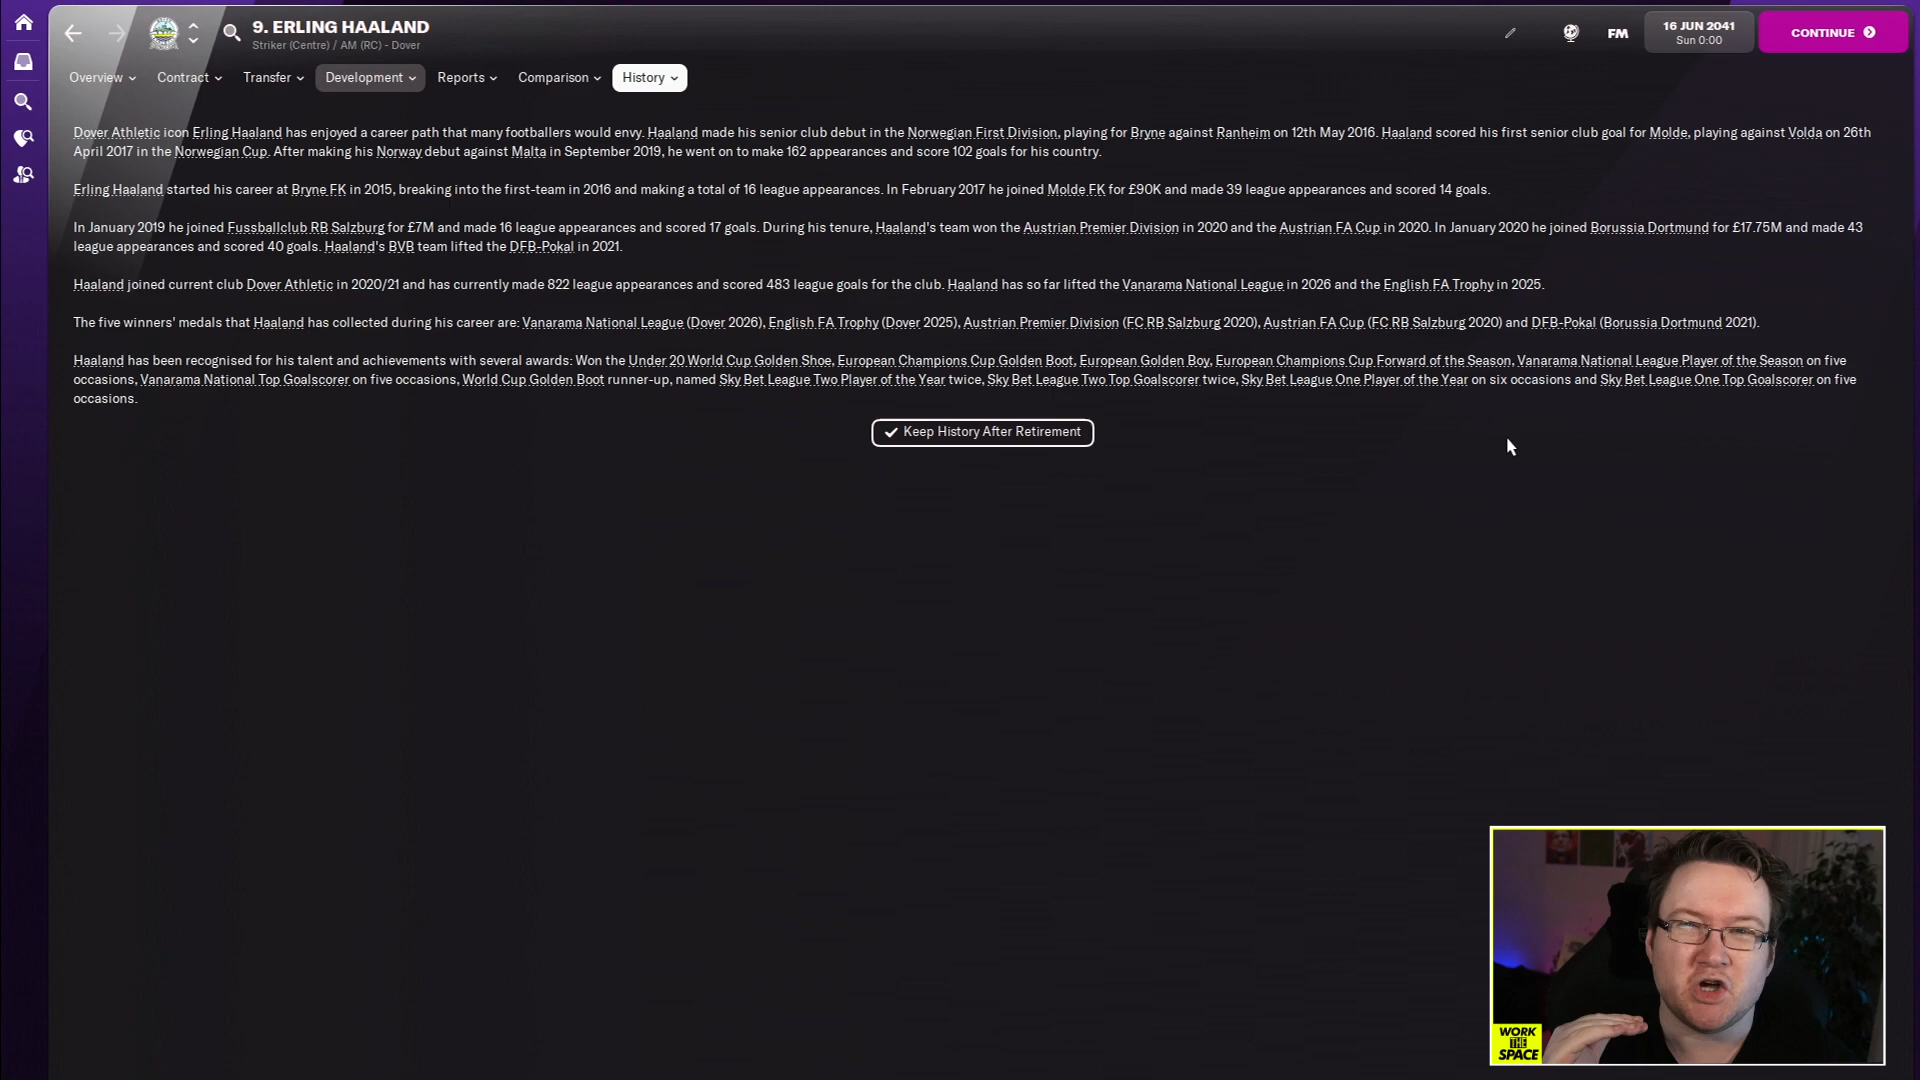 9. ERLING HAALAND
Striker (Centre) / AM (RC) - Dover
FM
16 JUN 2041
Sun 0:00
CONTINUE
Overview
Contract
Transfer
Development
Reports
Comparison
History
Dover Athletic icon Erling Haaland has enjoyed a career path that many footballers would envy. Haaland made his senior club debut in the Norwegian First Division, playing for Bryne against Ranheim on 12th May 2016. Haaland scored his first senior club goal for Molde, playing against Volda on 26th
April 2017 in the Norwegian Cup. After making his Norway debut against Malta in September 2019, he went on to make 162 appearances and score 102 goals for his country.
Erling Haaland started his career at Bryne FK in 2015, breaking into the first-team in 2016 and making a total of 16 league appearances. In February 2017 he joined Molde FK for £90K and made 39 league appearances and scored 14 goals.
In January 2019 he joined Fussballclub RB Salzburg for £7M and made 16 league appearances and scored 17 goals. During his tenure, Haaland's team won the Austrian Premier Division in 2020 and the Austrian FA Cup in 2020. In January 2020 he joined Borussia Dortmund for £17.75M and made 43
league appearances and scored 40 goals. Haaland's BVB team lifted the DFB-Pokal in 2021.
Haaland joined current club Dover Athletic in 2020/21 and has currently made 822 league appearances and scored 483 league goals for the club. Haaland has so far lifted the Vanarama National League in 2026 and the English FA Trophy in 2025.
The five winners' medals that Haaland has collected during his career are: Vanarama National League (Dover 2026), English FA Trophy (Dover 2025), Austrian Premier Division (FC RB Salzburg 2020), Austrian FA Cup (FC RB Salzburg 2020) and DFB-Pokal (Borussia Dortmund 2021).
Haaland has been recognised for his talent and achievements with several awards: Won the Under 20 World Cup Golden Shoe, European Champions Cup Golden Boot, European Golden Boy, European Champions Cup Forward of the Season, Vanarama National League Player of the Season on five
occasions, Vanarama National Top Goalscorer on five occasions, World Cup Golden Boot runner-up, named Sky Bet League Two Player of the Year twice, Sky Bet League Two Top Goalscorer twice, Sky Bet League One Player of the Year on six occasions and Sky Bet League One Top Goalscorer on five
occasions.
Keep History After Retirement
WORK
THE
SPACE